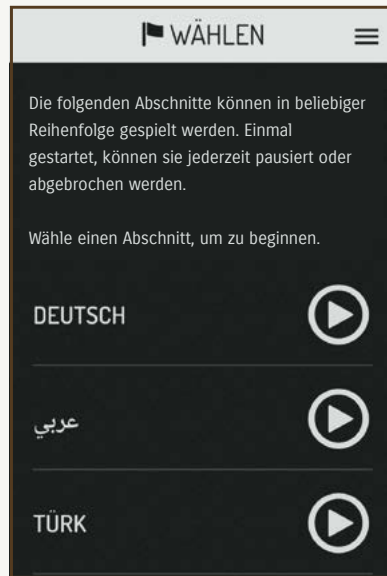 WÄHLEN
Die folgenden Abschnitte können in beliebiger
Reihenfolge gespielt werden. Einmal
gestartet, können sie jederzeit pausiert oder
abgebrochen werden.
Wähle einen Abschnitt, um zu beginnen.
DEUTSCH
عربي
TÜRK